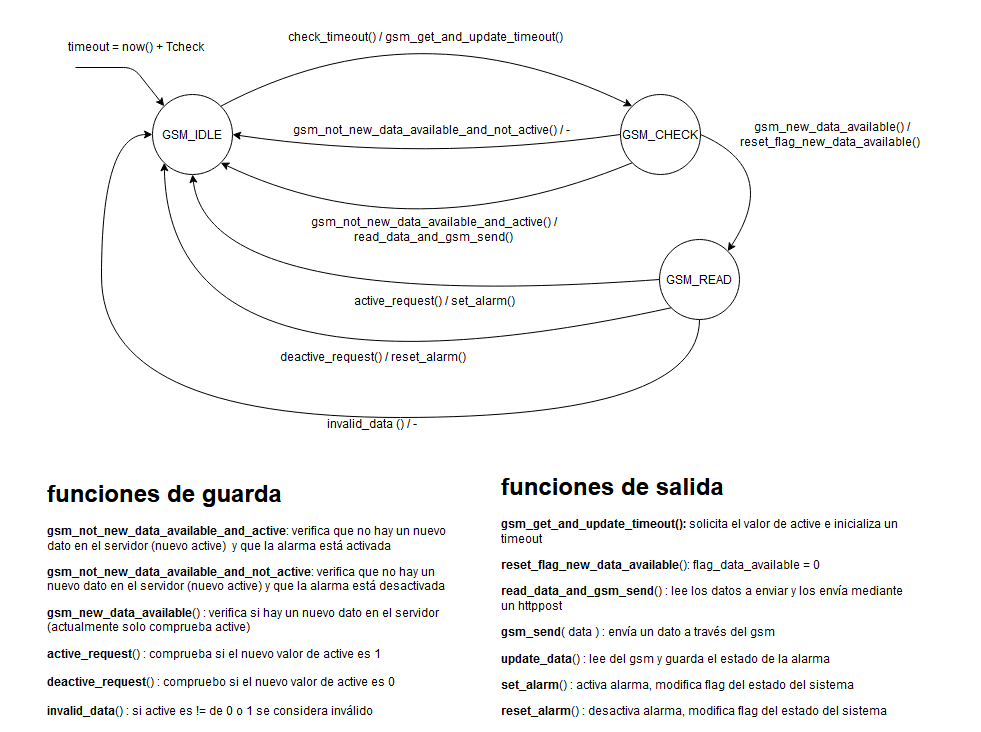 timeout = now() + Tcheck
check_timeout() / gsm_get_and_update_timeout()
GSM_IDLE
gsm_not_new_data_available_and_not_active() / -
GSM_CHECK
gsm_new_data_available() /
reset_flag_new_data_available()
gsm_not_new_data_available_and_active() /
read_data_and_gsm_send()
GSM_READ
active_request() / set_alarm()
deactive_request() / reset_alarm()
invalid_data () / -
funciones de guarda
gsm_not_new_data_available_and_active: verifica que no hay un nuevo
dato en el servidor (nuevo active) y que la alarma está activada
gsm_not_new_data_available_and_not_active: verifica que no hay un
nuevo dato en el servidor (nuevo active) y que la alarma está desactivada
gsm_new_data_available() : verifica si hay un nuevo dato en el servidor
(actualmente solo comprueba active)
active_request() : comprueba si el nuevo valor de active es 1
deactive_request() : compruebo si el nuevo valor de active es 0
invalid_data() : si active es != de 0 o 1 se considera inválido
funciones de salida
gsm_get_and_update_timeout(): solicita el valor de active e inicializa un
timeout
reset_flag_new_data_available(): flag_data_available = 0
read_data_and_gsm_send() : lee los datos a enviar y los envía mediante
un httppost
gsm_send( data ) : envía un dato a través del gsm
update_data() : lee del gsm y guarda el estado de la alarma
set_alarm() : activa alarma, modifica flag del estado del sistema
reset_alarm() : desactiva alarma, modifica flag del estado del sistema